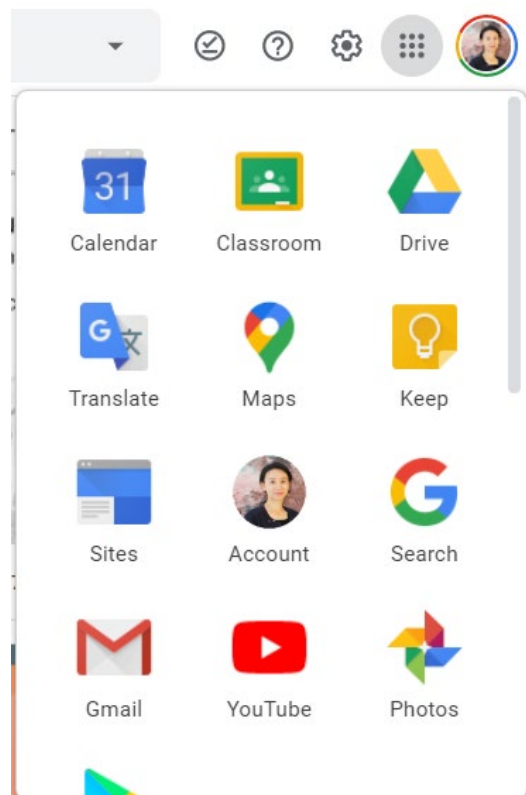 31
Calendar Classroom Drive
G 文
Translate Maps Keep
Sites Account Search
Gmail YouTube Photos